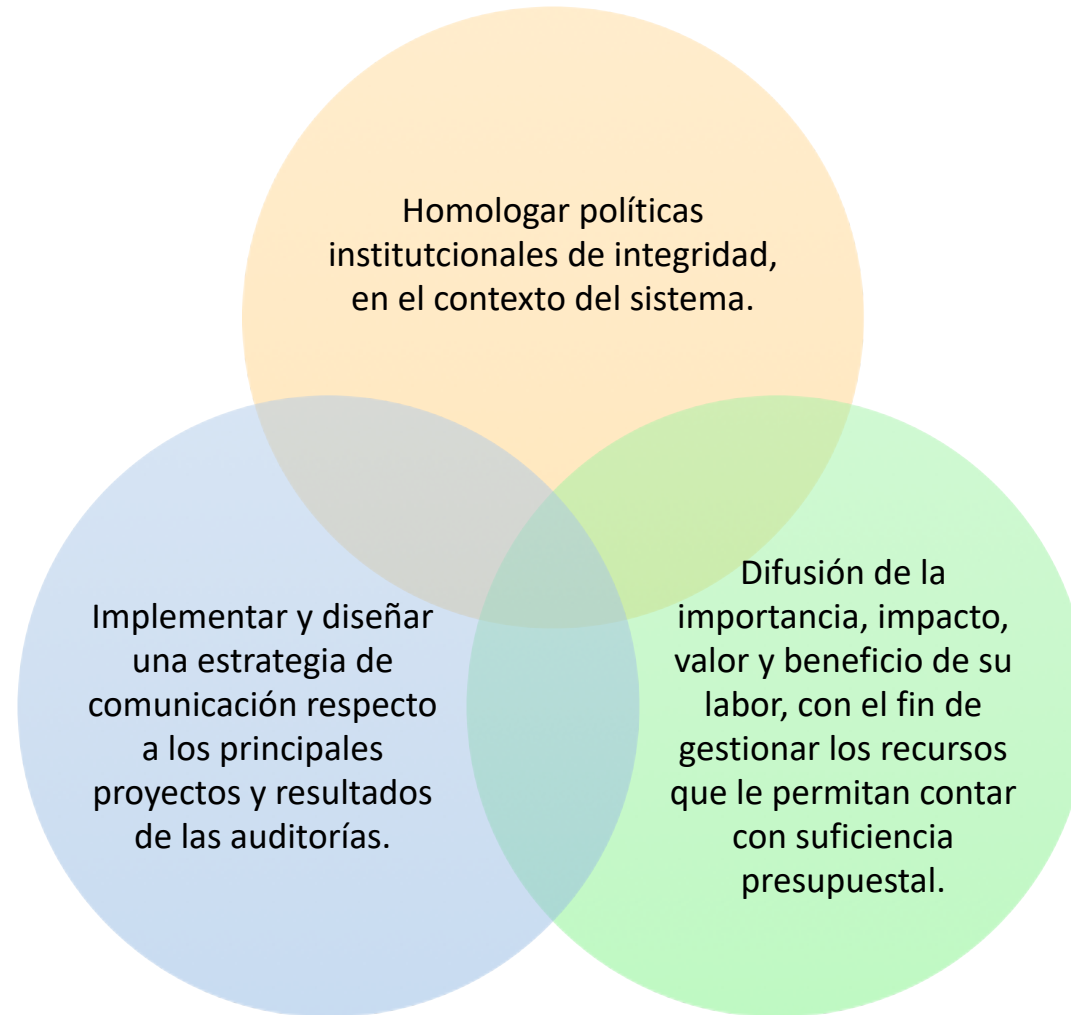 Homologar políticas
institutcionales de integridad,
en el contexto del sistema.
Implementar y diseñar
una estrategia de
comunicación respecto
a los principales
proyectos y resultados
de las auditorías.
Difusión de la
importancia, impacto,
valor y beneficio de su
labor, con el fin de
gestionar los recursos
que le permitan contar
con suficiencia
presupuestal.